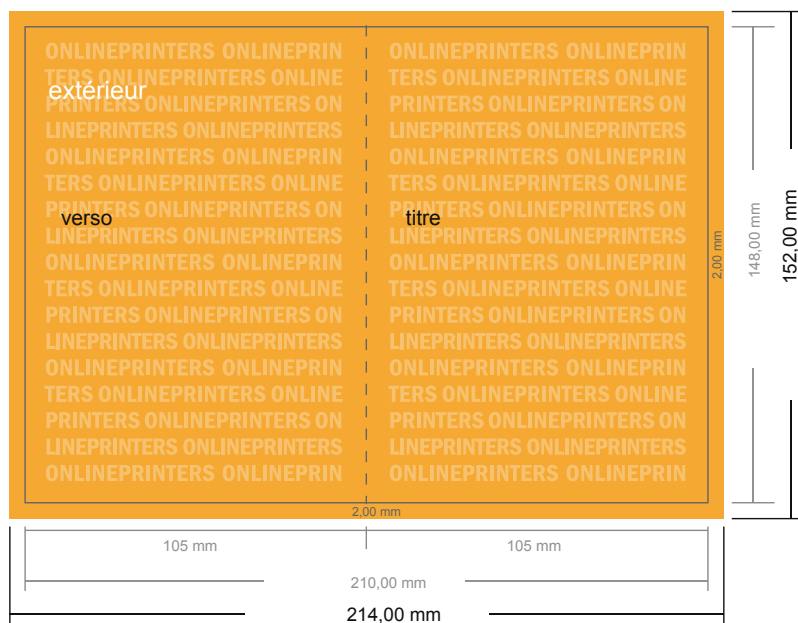 ONLINEPRINTERS ONLINEPRIN
TERS ONLINEPRINTERS ONLINE
PRINTERS ONLINEPRINTERS ON
LINEPRINTERS ONLINEPRINTERS
ONLINEPRINTERS ONLINEPRIN
TERS ONLINEPRINTERS ONLINE
PRINTERS ONLINEPRINTERS ON
LINEPRINTERS ONLINEPRINTERS
ONLINEPRINTERS ONLINEPRIN
TERS ONLINEPRINTERS ONLINE
PRINTERS ONLINEPRINTERS ON
LINEPRINTERS ONLINEPRINTERS
ONLINEPRINTERS ONLINEPRIN
TERS ONLINEPRINTERS ONLINE
PRINTERS ONLINEPRINTERS ON
LINEPRINTERS ONLINEPRINTERS
ONLINEPRINTERS ONLINEPRIN
extérieur
verso
ONLINEPRINTERS ONLINEPRIN
TERS ONLINEPRINTERS ONLINE
PRINTERS ONLINEPRINTERS ON
LINEPRINTERS ONLINEPRINTERS
ONLINEPRINTERS ONLINEPRIN
TERS ONLINEPRINTERS ONLINE
PRINTERS ONLINEPRINTERS ON
LINEPRINTERS ONLINEPRINTERS
ONLINEPRINTERS ONLINEPRIN
TERS ONLINEPRINTERS ONLINE
PRINTERS ONLINEPRINTERS ON
LINEPRINTERS ONLINEPRINTERS
ONLINEPRINTERS ONLINEPRIN
TERS ONLINEPRINTERS ONLINE
PRINTERS ONLINEPRINTERS ON
LINEPRINTERS ONLINEPRINTERS
ONLINEPRINTERS ONLINEPRIN
titre
2,00 mm
148,00 mm
152,00 mm
2,00 mm
105 mm
105 mm
210,00 mm
214,00 mm